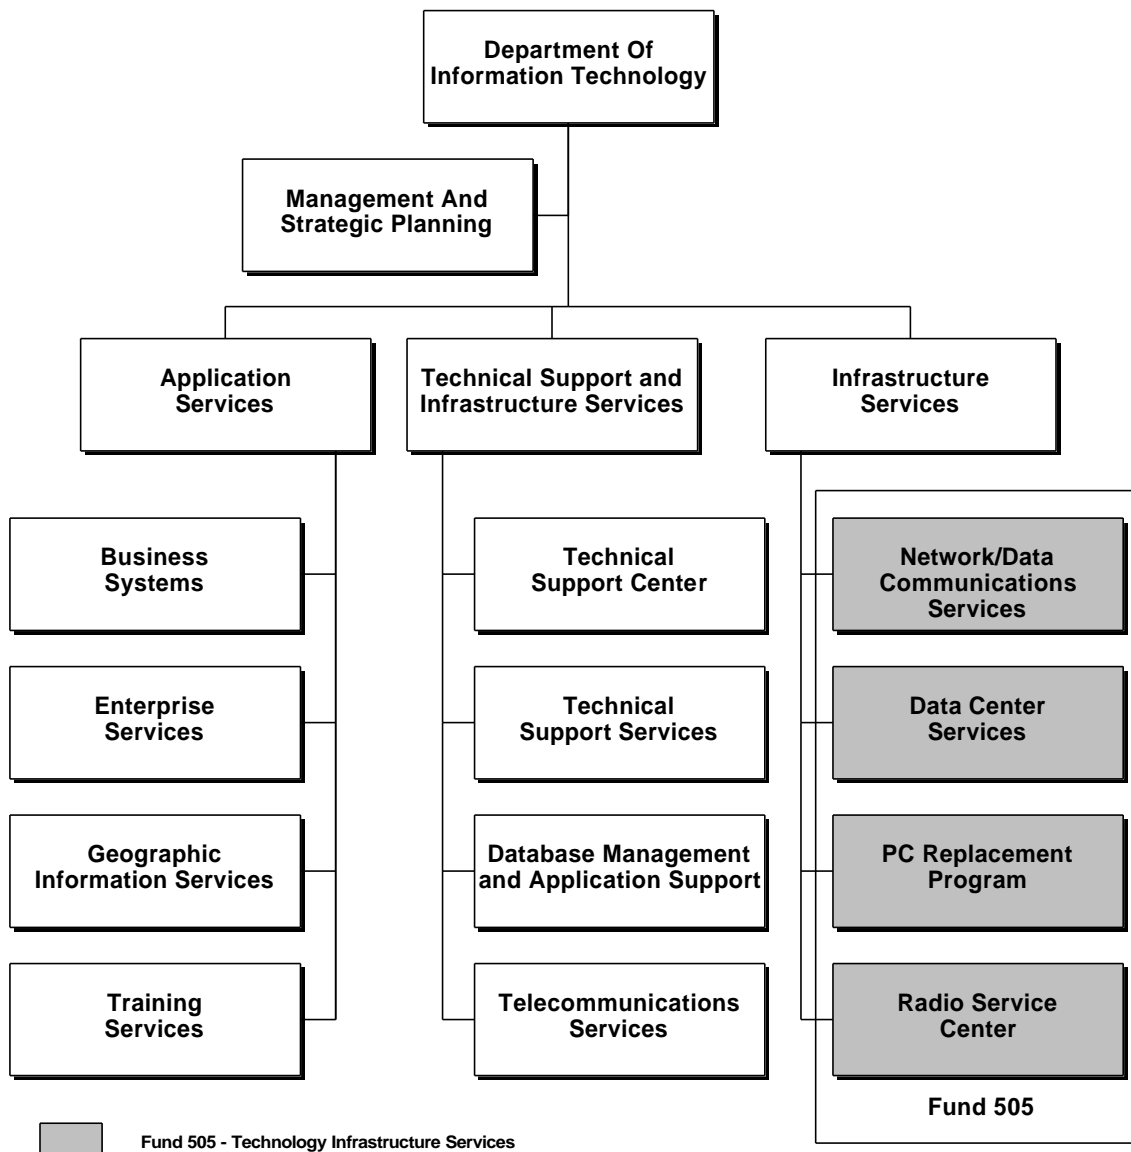 Department Of
Information Technology
Management And
Strategic Planning
Application
Services
Technical Support and
Infrastructure Services
Infrastructure
Services
Business
Systems
Technical
Support Center
Network/Data
Communications
Services
Enterprise
Services
Technical
Support Services
Data Center
Services
Geographic
Information Services
Database Management
and Application Support
PC Replacement
Program
Training
Services
Telecommunications
Services
Radio Service
Center
Fund 505
Fund 505 - Technology Infrastructure Services